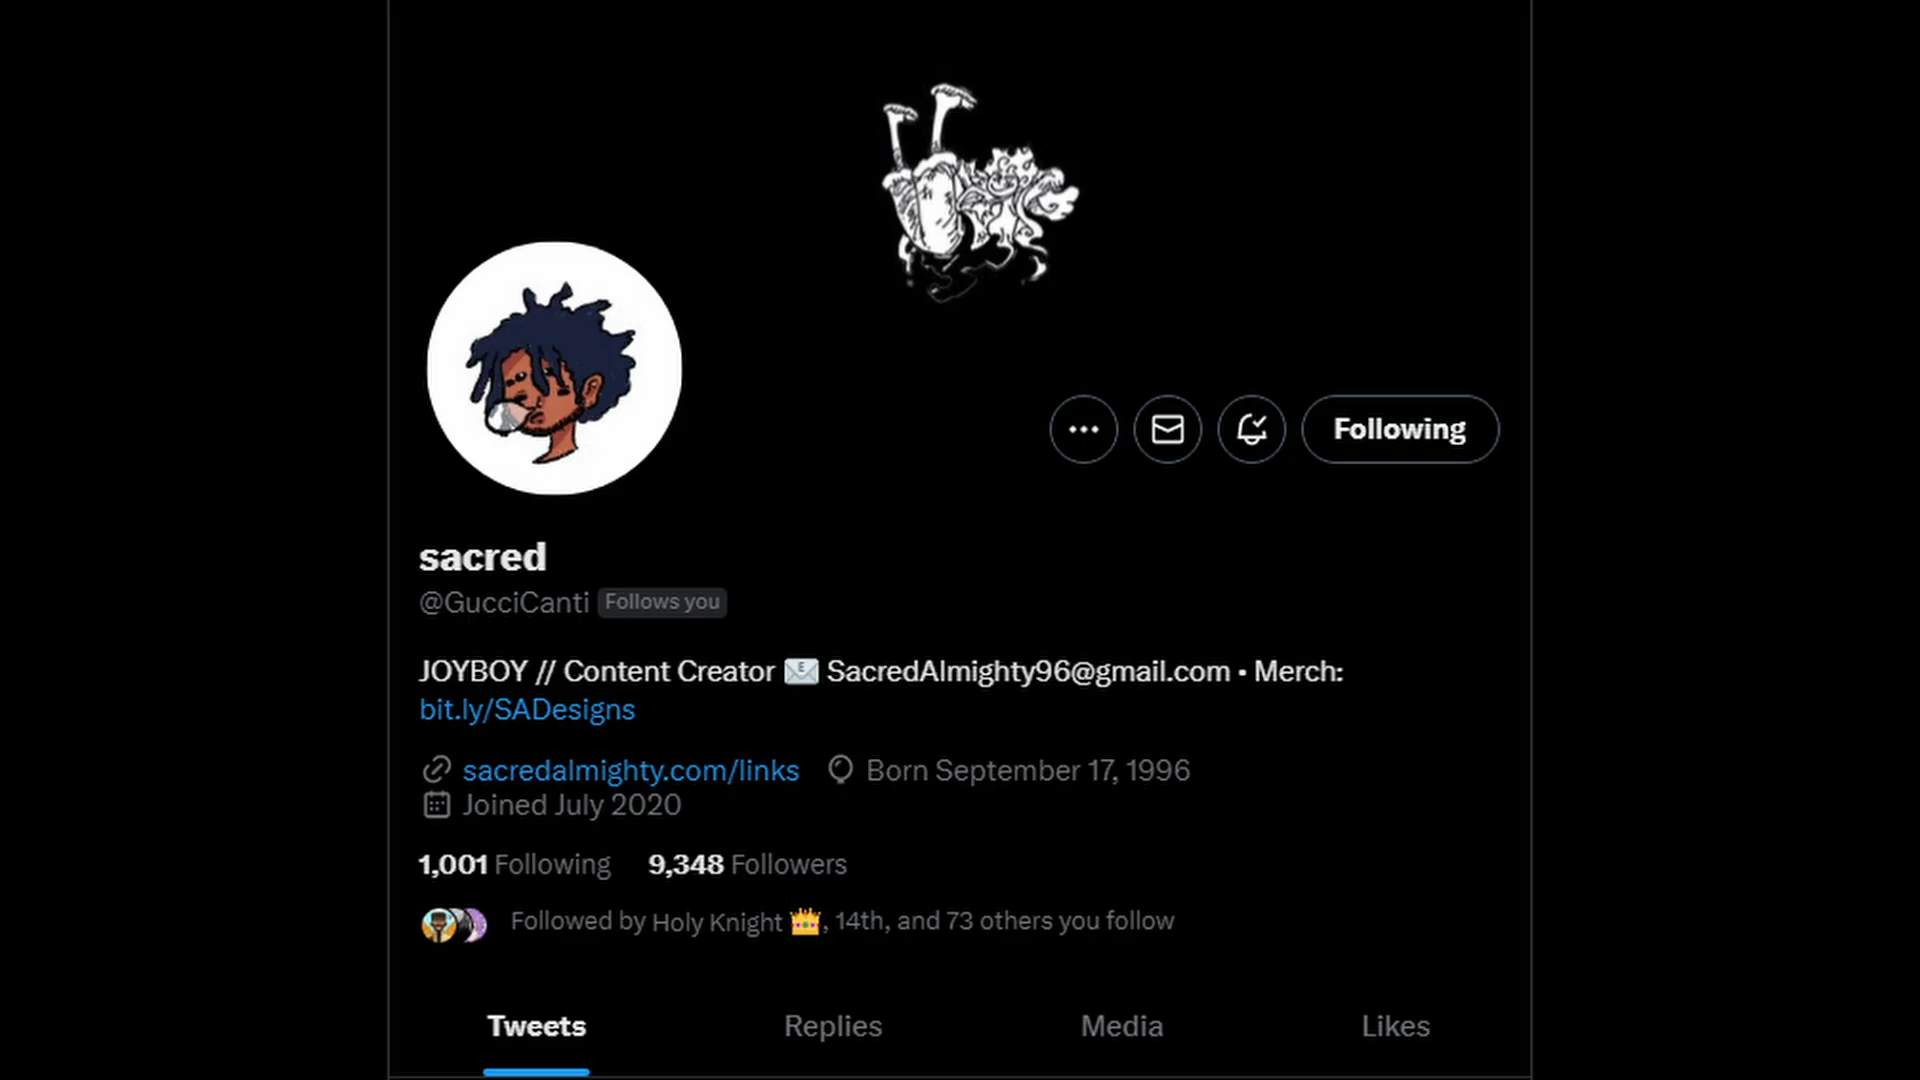 Following
sacred
@GucciCanti Follows you
JOYBOY // Content Creator 📧 SacredAlmighty96@gmail.com • Merch:
bit.ly/SADesigns
sacredalmighty.com/links Born September 17, 1996
Joined July 2020
1,001 Following 9,348 Followers
Followed by Holy Knight 👑, 14th, and 73 others you follow
Tweets Replies Media Likes